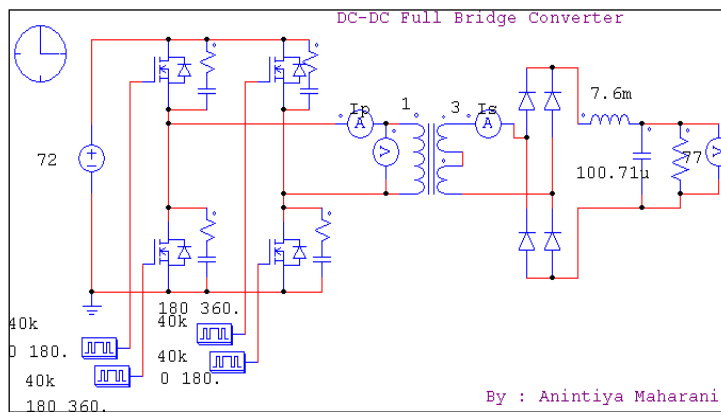 DC-DC Full Bridge Converter
72
Ip
1
3
Is
7.6m
100.71u
77
A
A
V
V
40k
0 180.
40k
180 360.
180 360.
40k
40k
0 180.
By : Anintiya Maharani